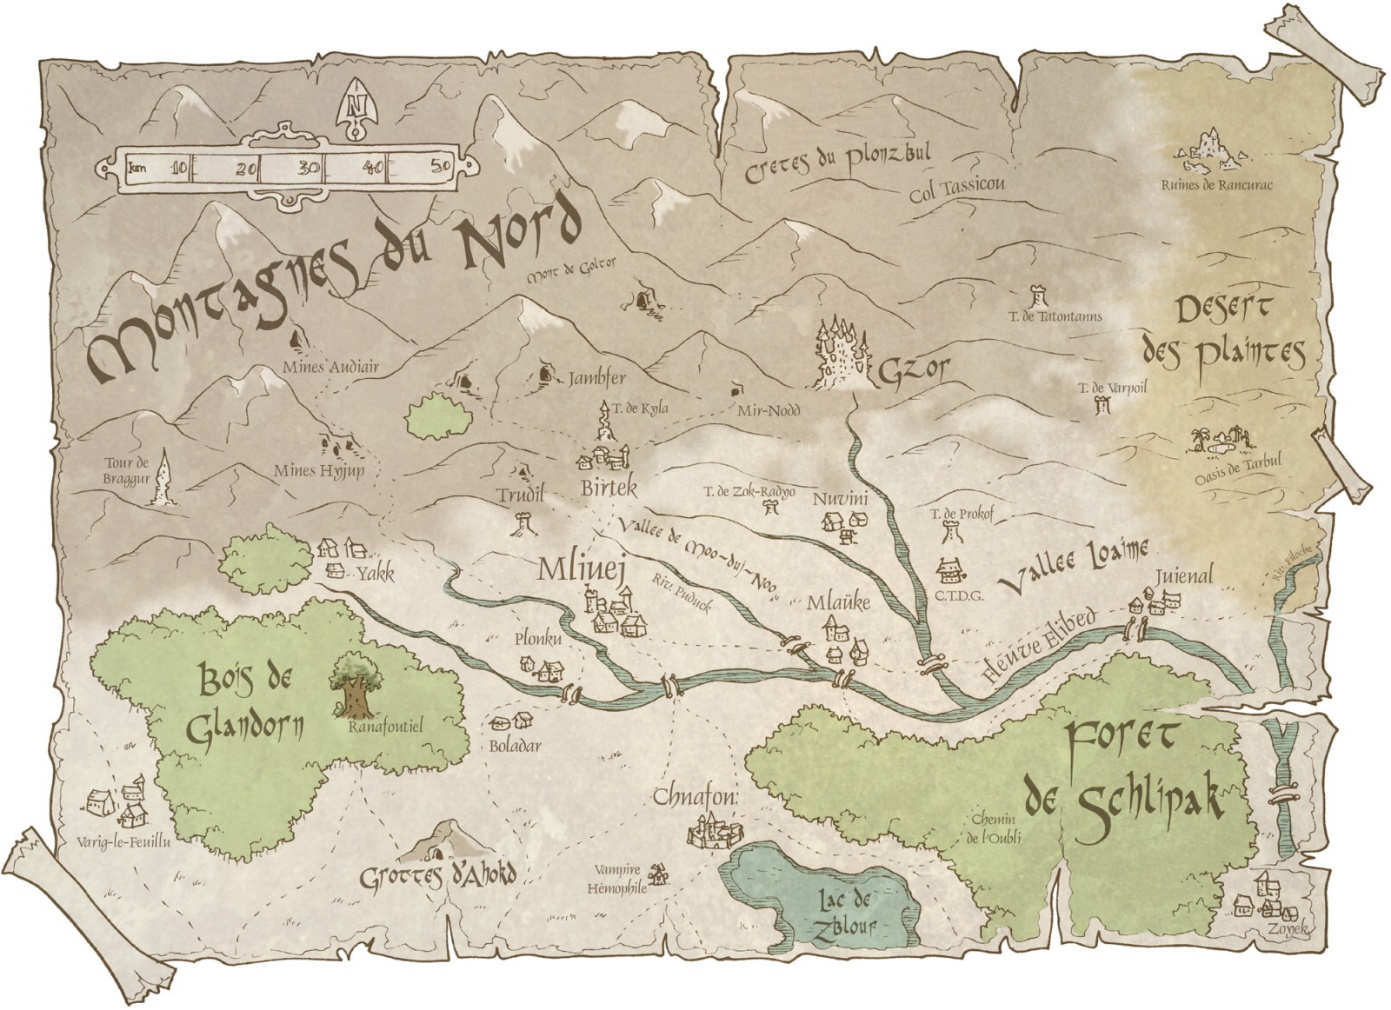 N
km 10 20 30 40 50
Cretes du Plonzbul
Col Tassicou
Ruines de Rancurac
Montagnes du Nord
Mont de Goltor
T. de Tatontanns
Desert
des Plaintes
Mines Audiair
Jambfer
Gzor
T. de Kyla
Mir-Nodd
T. de Varpoil
Tour de
Braggur
Mines Hyjup
Trudil
Birtek
T. de Zok-Radyo
Nuvini
T. de Prokof
Oasis de Tarbul
Vallee de Moo-duj-Noo
Vallee Loaime
Riv. Filoche
Yakk
Mliuej
Riv. Puduck
Mlaüke
C.T.D.G.
Juienal
Fleuve Elibed
Plonku
Bois de
Glandorn
Ranafoutiel
Boladar
Foret
de Schlipak
Chemin
de l'Oubli
Chnafon
Varig-le-Feuillu
Grottes d'Ahokd
Vampire
Hémophile
Lac de
Zblouf
Zoyek